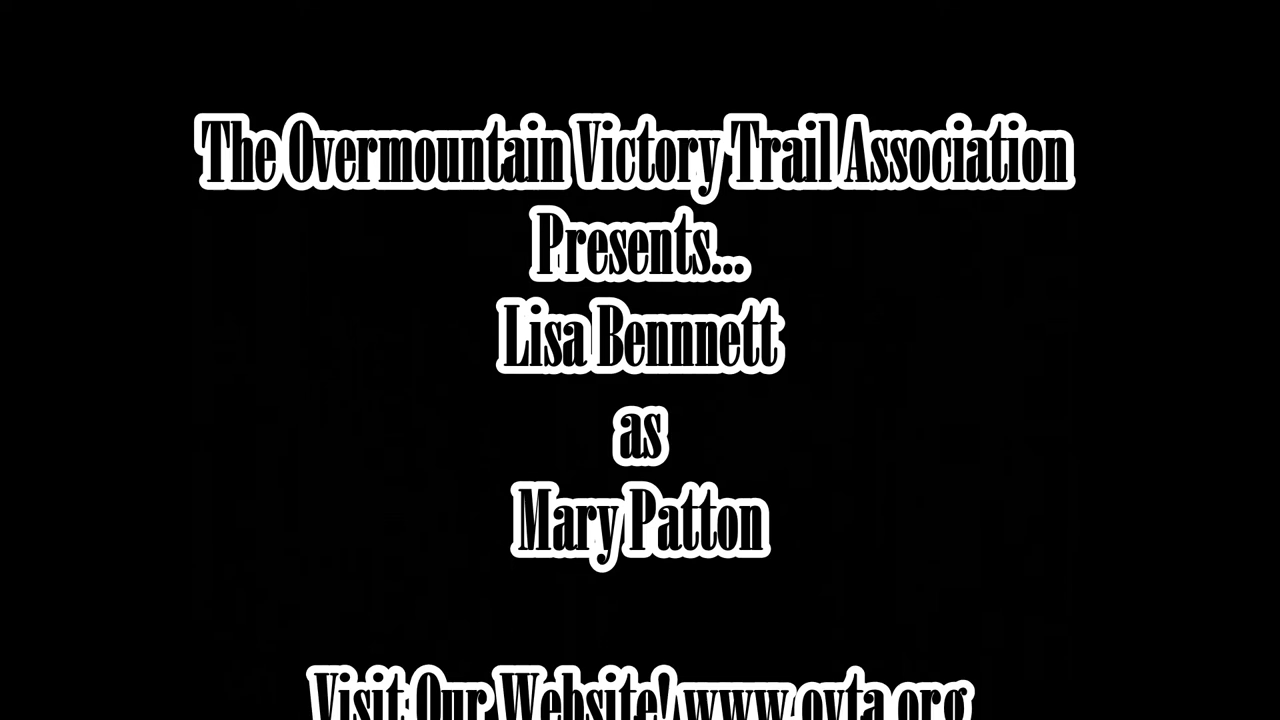 The Overmountain Victory Trail Association
Presents...
Lisa Bennnett
as
Mary Patton
Visit Our Website! www.ovta.org